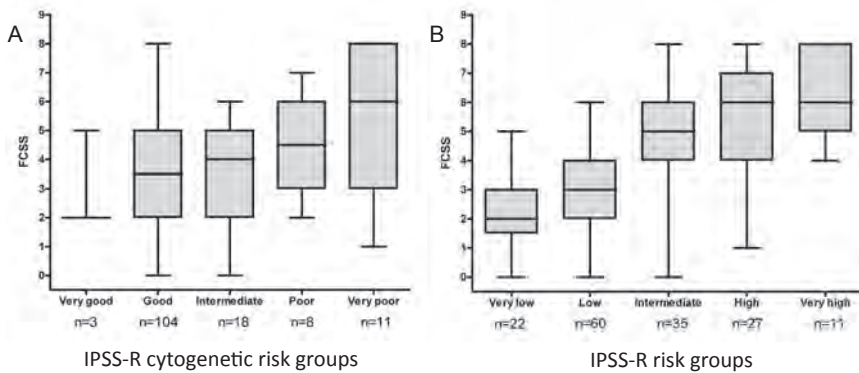 A
FCSS
9
8
7
6
5
4
3
2
1
0
Very good Good Intermediate Poor Very poor
n=3 n=104 n=18 n=8 n=11
IPSS-R cytogenetic risk groups
B
FCSS
9
8
7
6
5
4
3
2
1
0
Very low Low Intermediate High Very high
n=22 n=60 n=35 n=27 n=11
IPSS-R risk groups